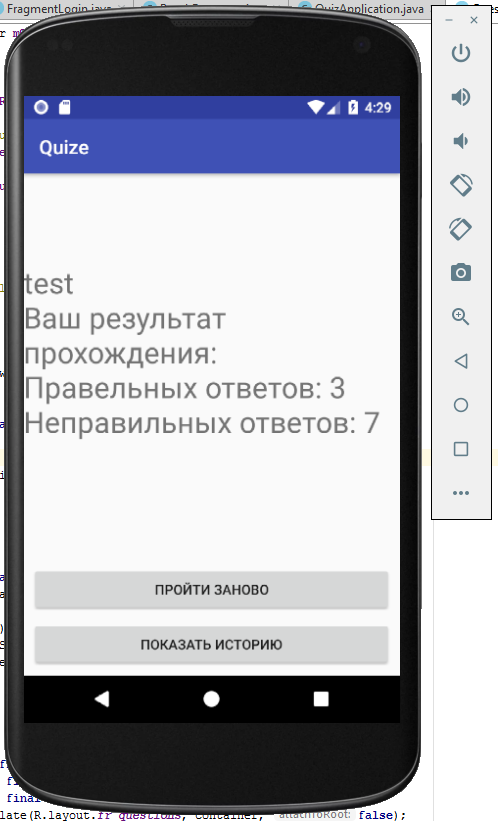 FragmentLogin.java
QuizApplication.java
4:29
Quize
test
Ваш результат
прохождения:
Правельных ответов: 3
Неправильных ответов: 7
ПРОЙТИ ЗАНОВО
ПОКАЗАТЬ ИСТОРИЮ
final
late(R.layout.fr_questions, container, attachToRoot: false);